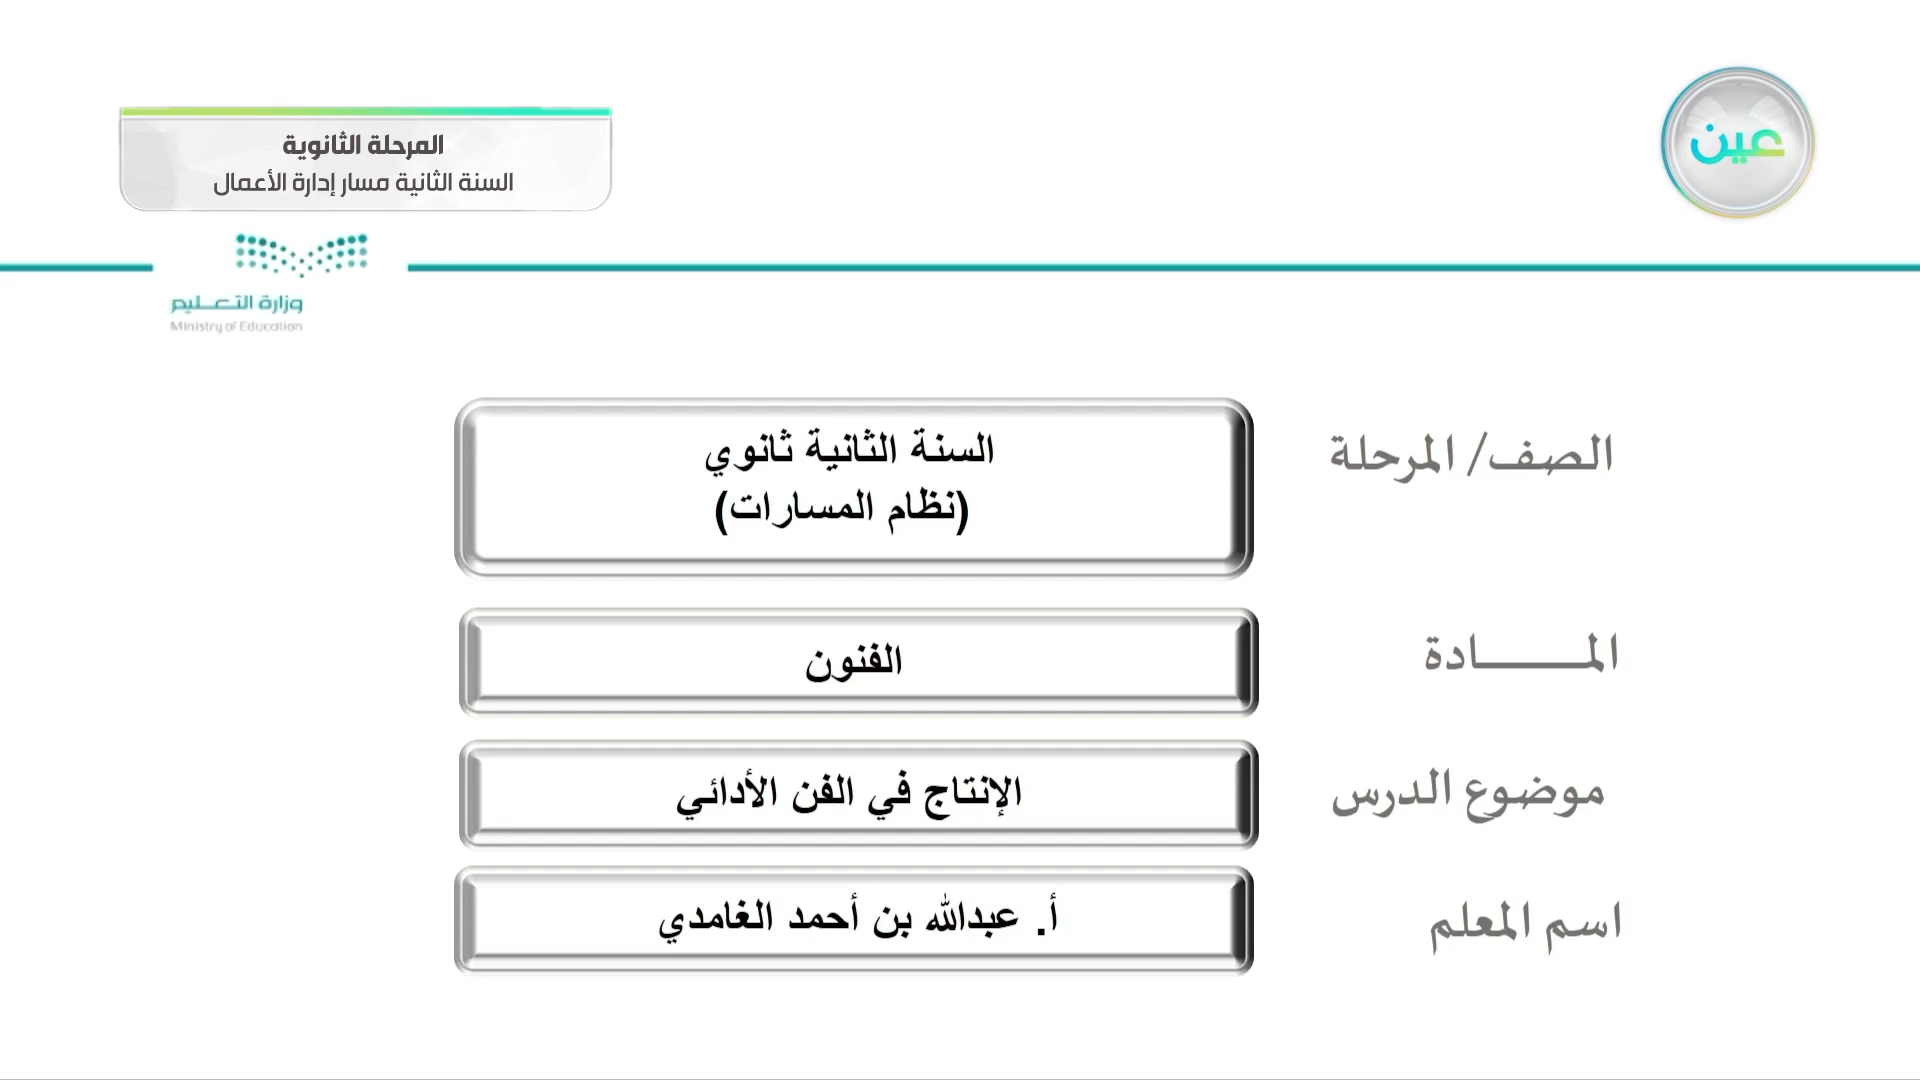 عين
المرحلة الثانوية
السنة الثانية مسار إدارة الأعمال
وزارة التعليم
Ministry of Education
الصف/ المرحلة
السنة الثانية ثانوي
(نظام المسارات)
المـــــــــادة
الفنون
موضوع الدرس
الإنتاج في الفن الأدائي
اسم المعلم
أ. عبدالله بن أحمد الغامدي